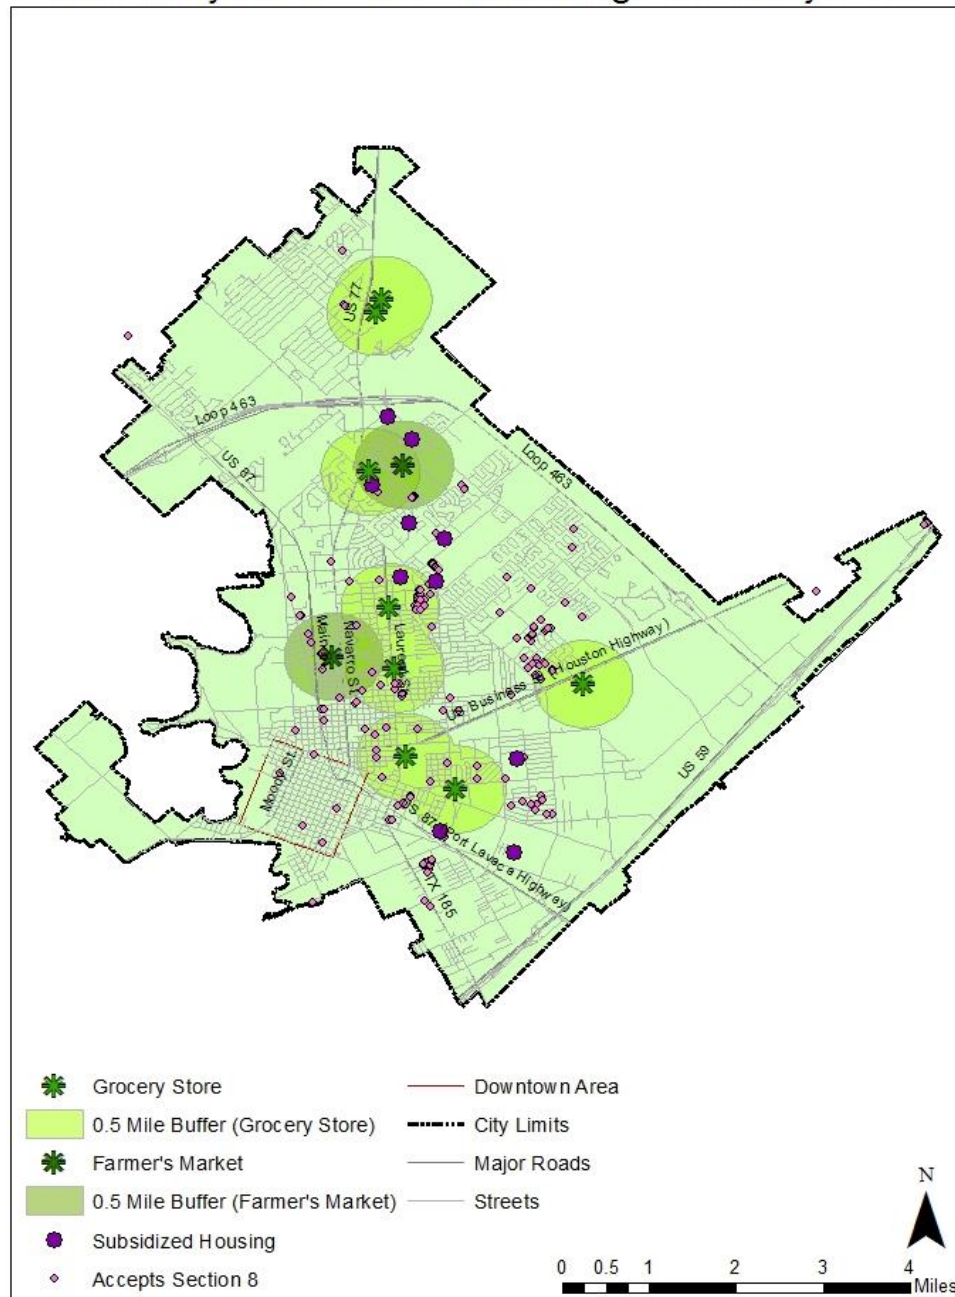 US 77
Loop 463
US 87
Loop 463
Main St.
Navarro St.
Laurent St.
US Business 59 (Houston Highway)
US 59
Moody St.
US 87 (Port Lavaca Highway)
TX 185
Grocery Store
0.5 Mile Buffer (Grocery Store)
Farmer's Market
0.5 Mile Buffer (Farmer's Market)
Subsidized Housing
Accepts Section 8
Downtown Area
City Limits
Major Roads
Streets
N
0 0.5 1 2 3 4
Miles